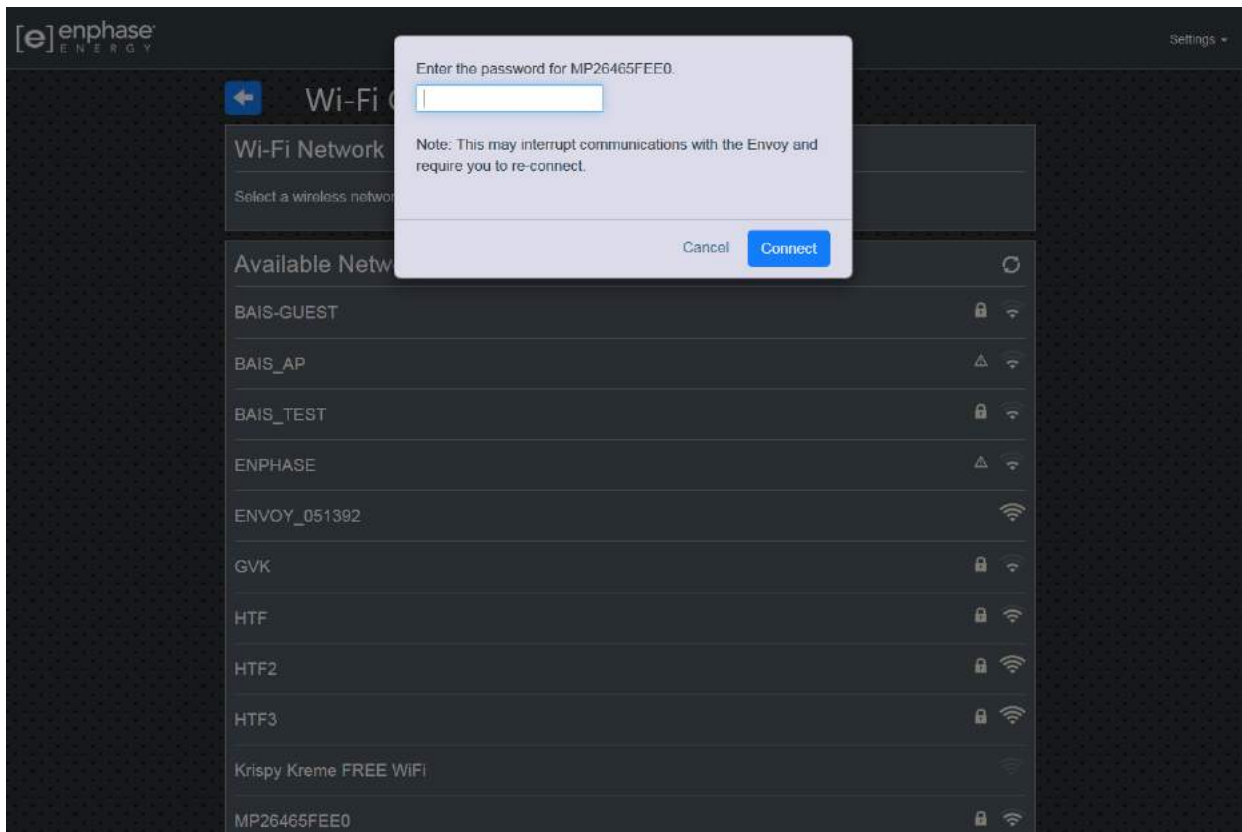 [e] enphase
ENERGY
Settings
Enter the password for MP26465FEE0.
Wi-Fi
Note: This may interrupt communications with the Envoy and
require you to re-connect.
Wi-Fi Network
Select a wireless
Cancel
Connect
Available
BAIS-GUEST
BAIS_AP
BAIS_TEST
ENPHASE
ENVOY_051392
GVK
HTF
HTF2
HTF3
Krispy Kreme FREE WiFi
MP26465FEE0